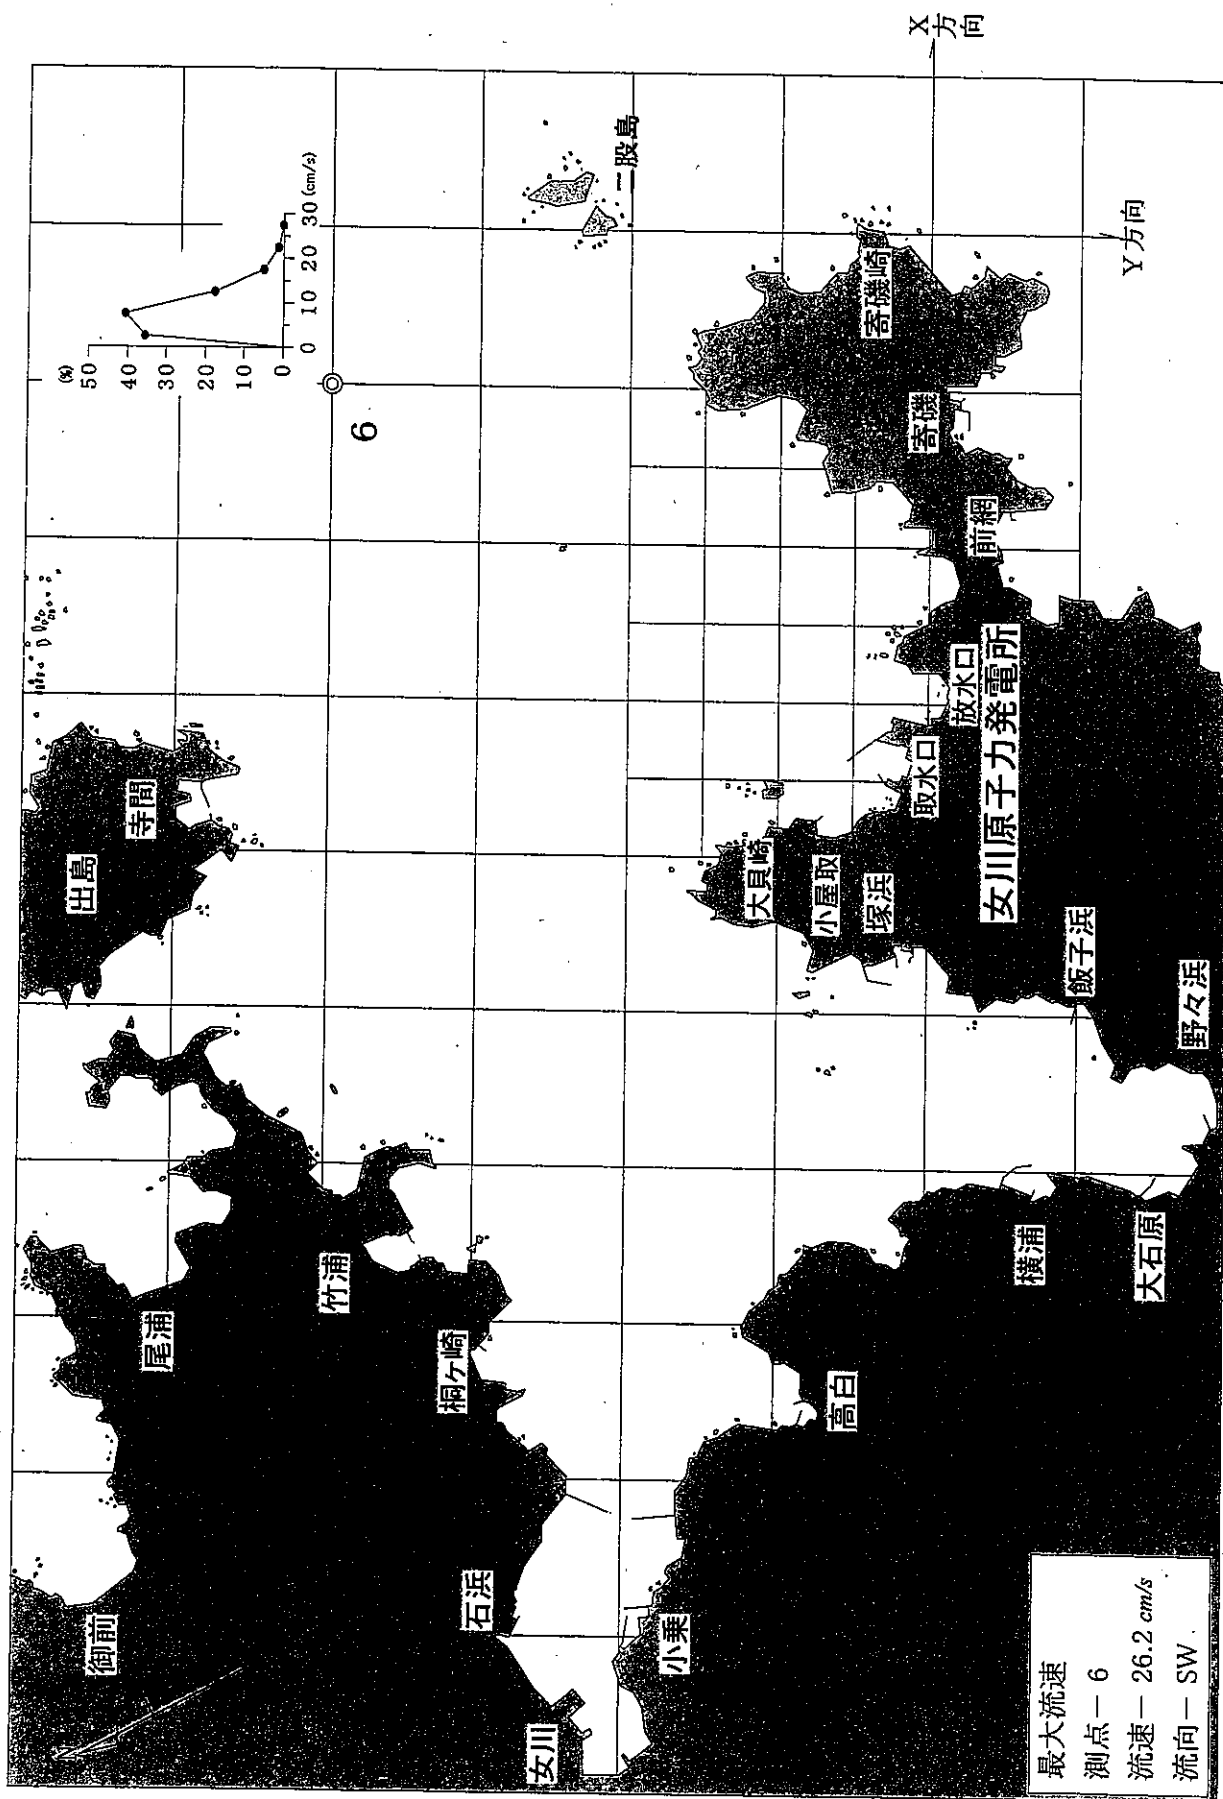 御前
尾浦
竹浦
桐ケ崎
石浜
女川
小乗
高白
横浦
大石原
野々浜
飯子浜
塚浜
小屋取
大貝崎
出島
寺間
取水口
放水口
女川原子力発電所
前網
寄磯
寄磯崎
二股島
6
(%)
50
40
30
20
10
0
0 10 20 30 (cm/s)
X方向
Y方向
最大流速
測点－6
流速－26.2 cm/s
流向－SW